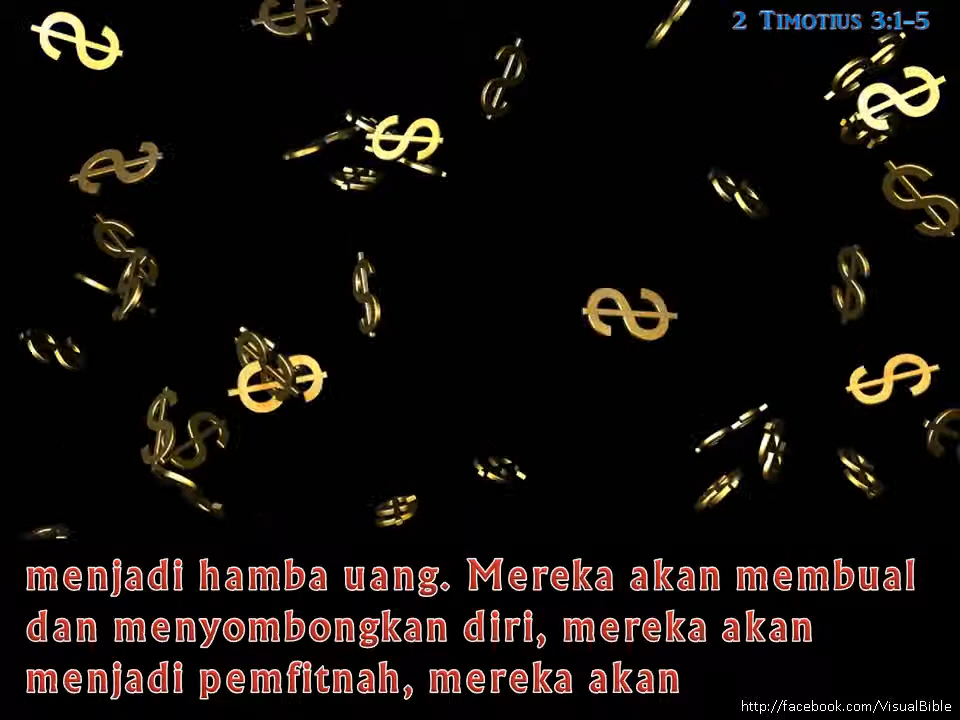 2 Timotius 3:1-5
menjadi hamba uang. Mereka akan membual
dan menyombongkan diri, mereka akan
menjadi pemfitnah, mereka akan
http://facebook.com/VisualBible